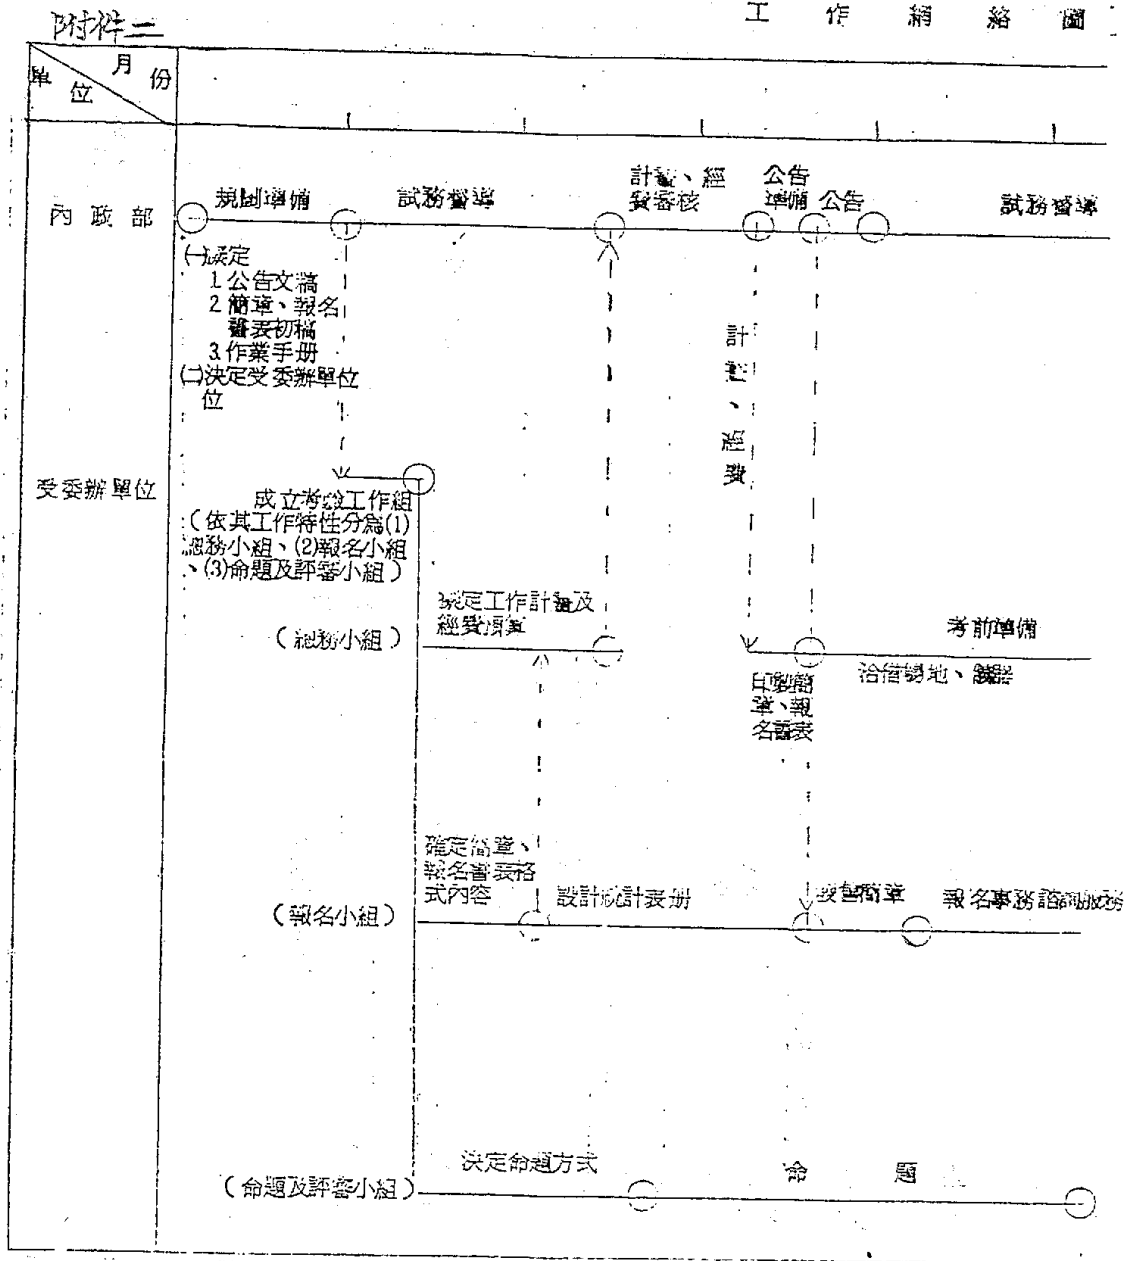 附件二
工作網絡圖
月份
單位
內政部
規劃準備
試務督導
計畫、經
費審核
公告
準備
公告
試務督導
(一)擬定
1.公告文稿
2.簡章、報名
書表初稿
3.作業手册
(二)決定受委辦單位
位
計畫、經費
受委辦單位
成立考驗工作組
(依其工作特性分為(1)
總務小組、(2)報名小組
、(3)命題及評審小組)
擬定工作計畫及
經費預算
(總務小組)
考前準備
洽借場地、儀器
印製簡
章、報
名書表
確定簡章、
報名書表格
式內容
(報名小組)
設計統計表册
發售簡章
報名事務諮詢服務
(命題及評審小組)
決定命題方式
命題